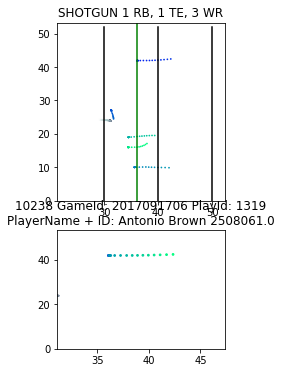 SHOTGUN 1 RB, 1 TE, 3 WR
50
40
30
20
10
0
30 40 50
10238 GameId: 2017091706 PlayId: 1319
PlayerName + ID: Antonio Brown 2508061.0
40
20
0
35 40 45